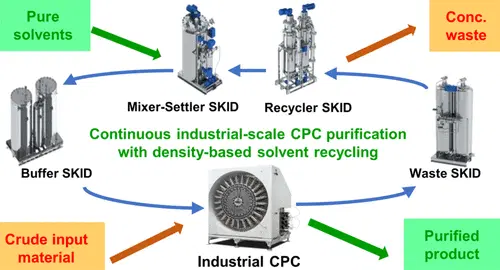 Pure
solvents
Conc.
waste
Mixer-Settler SKID
Recycler SKID
Continuous industrial-scale CPC purification
with density-based solvent recycling
Buffer SKID
Waste SKID
Crude input
material
Industrial CPC
Purified
product